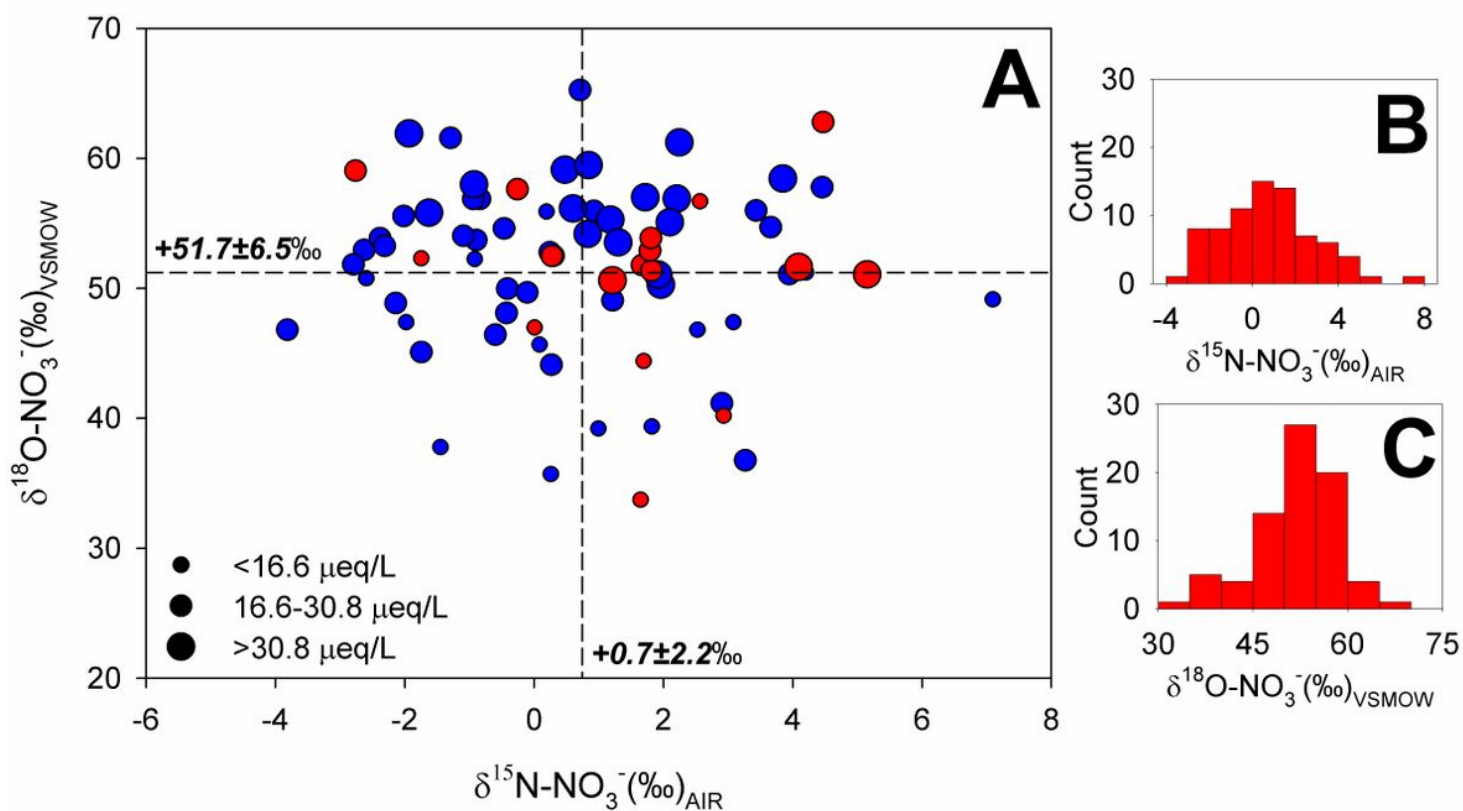 A
70
60
50
40
30
20
δ¹⁸O-NO₃⁻(‰)VSMOW
+51.7±6.5‰
<16.6 μeq/L
16.6-30.8 μeq/L
>30.8 μeq/L
+0.7±2.2‰
-6 -4 -2 0 2 4 6 8
δ¹⁵N-NO₃⁻(‰)AIR
B
30
20
10
0
Count
-4 0 4 8
δ¹⁵N-NO₃⁻(‰)AIR
C
30
20
10
0
Count
30 45 60 75
δ¹⁸O-NO₃⁻(‰)VSMOW